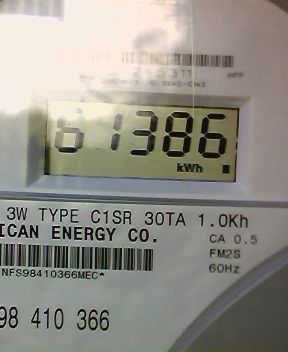 61386
kWh
3W TYPE C1SR 30TA 1.0Kh
ICAN ENERGY CO.
CA 0.5
FM2S
60Hz
NFS98410366MEC*
98 410 366